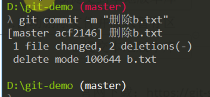 D:\git-demo (master)
λ git commit -m "删除b.txt"
[master acf2146] 删除b.txt
1 file changed, 2 deletions(-)
delete mode 100644 b.txt
D:\git-demo (master)
λ